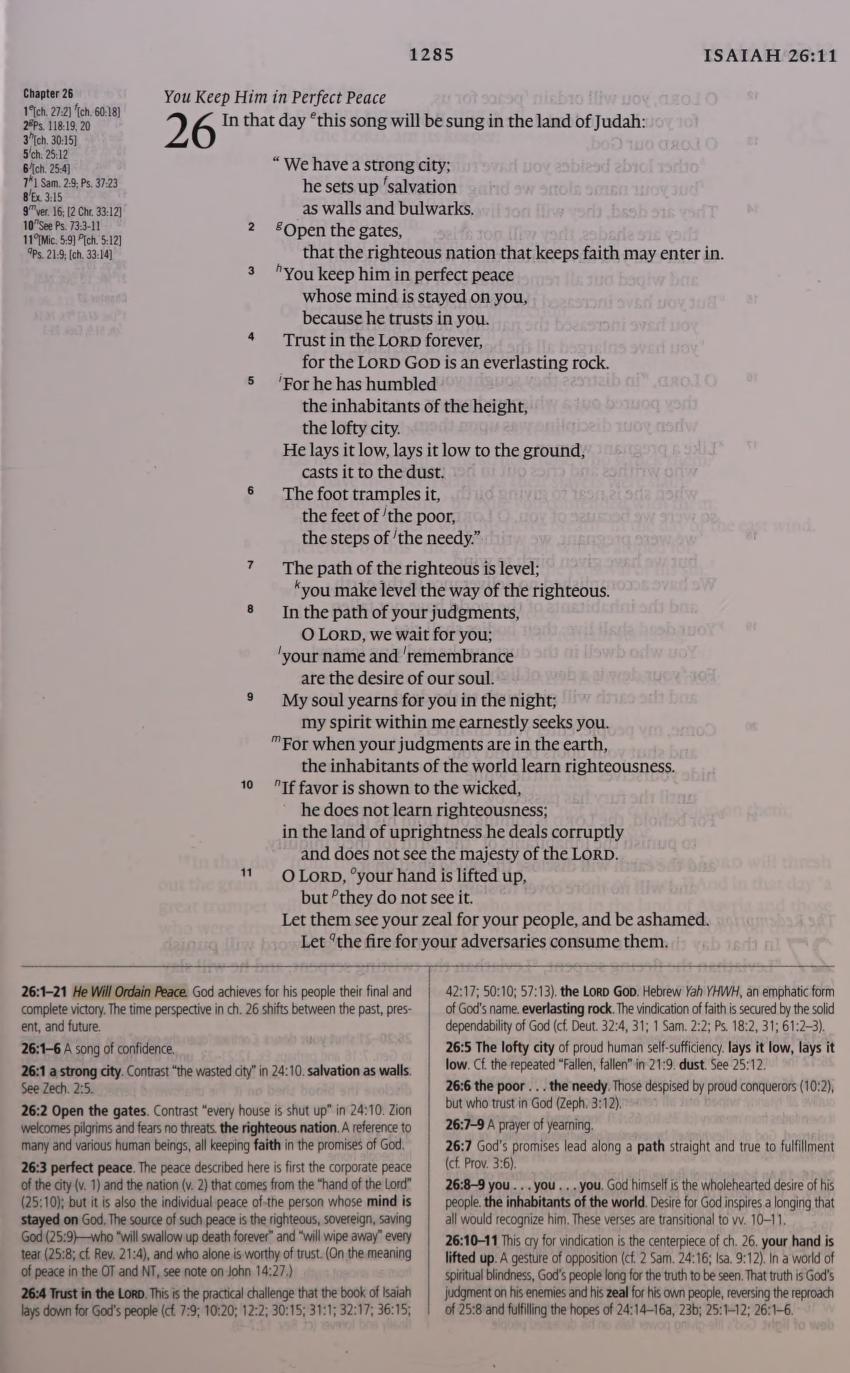 1285
ISAIAH 26:11
Chapter 26
1ᵉ[ch. 27:2] ᶠ[ch. 60:18]
2ᵍPs. 118:19, 20
3ʰ[ch. 30:15]
5ⁱch. 25:12
6ʲ[ch. 25:4]
7ᵏ1 Sam. 2:9; Ps. 37:23
8ˡEx. 3:15
9ᵐver. 16; [2 Chr. 33:12]
10ⁿSee Ps. 73:3-11
11ᵒ[Mic. 5:9] ᵖ[ch. 5:12]
ᑫPs. 21:9; [ch. 33:14]
You Keep Him in Perfect Peace
26 In that day ᵉthis song will be sung in the land of Judah:
“ We have a strong city;
he sets up ᶠsalvation
as walls and bulwarks.
2 ᵍOpen the gates,
that the righteous nation that keeps faith may enter in.
3 ʰYou keep him in perfect peace
whose mind is stayed on you,
because he trusts in you.
4 Trust in the LORD forever,
for the LORD GOD is an everlasting rock.
5 ⁱFor he has humbled
the inhabitants of the height,
the lofty city.
He lays it low, lays it low to the ground,
casts it to the dust.
6 The foot tramples it,
the feet of ʲthe poor,
the steps of ʲthe needy.”
7 The path of the righteous is level;
ᵏyou make level the way of the righteous.
8 In the path of your judgments,
O LORD, we wait for you;
ˡyour name and ˡremembrance
are the desire of our soul.
9 My soul yearns for you in the night;
my spirit within me earnestly seeks you.
ᵐFor when your judgments are in the earth,
the inhabitants of the world learn righteousness.
10 ⁿIf favor is shown to the wicked,
he does not learn righteousness;
in the land of uprightness he deals corruptly
and does not see the majesty of the LORD.
11 O LORD, ᵒyour hand is lifted up,
but ᵖthey do not see it.
Let them see your zeal for your people, and be ashamed.
Let ᑫthe fire for your adversaries consume them.
26:1–21 He Will Ordain Peace. God achieves for his people their final and
complete victory. The time perspective in ch. 26 shifts between the past, pres-
ent, and future.
26:1–6 A song of confidence.
26:1 a strong city. Contrast “the wasted city” in 24:10. salvation as walls.
See Zech. 2:5.
26:2 Open the gates. Contrast “every house is shut up” in 24:10. Zion
welcomes pilgrims and fears no threats. the righteous nation. A reference to
many and various human beings, all keeping faith in the promises of God.
26:3 perfect peace. The peace described here is first the corporate peace
of the city (v. 1) and the nation (v. 2) that comes from the “hand of the Lord”
(25:10); but it is also the individual peace of the person whose mind is
stayed on God. The source of such peace is the righteous, sovereign, saving
God (25:9)—who “will swallow up death forever” and “will wipe away” every
tear (25:8; cf. Rev. 21:4), and who alone is worthy of trust. (On the meaning
of peace in the OT and NT, see note on John 14:27.)
26:4 Trust in the LORD. This is the practical challenge that the book of Isaiah
lays down for God’s people (cf. 7:9; 10:20; 12:2; 30:15; 31:1; 32:17; 36:15;
42:17; 50:10; 57:13). the LORD GOD. Hebrew Yah YHWH, an emphatic form
of God’s name. everlasting rock. The vindication of faith is secured by the solid
dependability of God (cf. Deut. 32:4, 31; 1 Sam. 2:2; Ps. 18:2, 31; 61:2–3).
26:5 The lofty city of proud human self-sufficiency. lays it low, lays it
low. Cf. the repeated “Fallen, fallen” in 21:9. dust. See 25:12.
26:6 the poor . . . the needy. Those despised by proud conquerors (10:2),
but who trust in God (Zeph. 3:12).
26:7–9 A prayer of yearning.
26:7 God’s promises lead along a path straight and true to fulfillment
(cf. Prov. 3:6).
26:8–9 you . . . you . . . you. God himself is the wholehearted desire of his
people. the inhabitants of the world. Desire for God inspires a longing that
all would recognize him. These verses are transitional to vv. 10–11.
26:10–11 This cry for vindication is the centerpiece of ch. 26. your hand is
lifted up. A gesture of opposition (cf. 2 Sam. 24:16; Isa. 9:12). In a world of
spiritual blindness, God’s people long for the truth to be seen. That truth is God’s
judgment on his enemies and his zeal for his own people, reversing the reproach
of 25:8 and fulfilling the hopes of 24:14–16a, 23b; 25:1–12; 26:1–6.